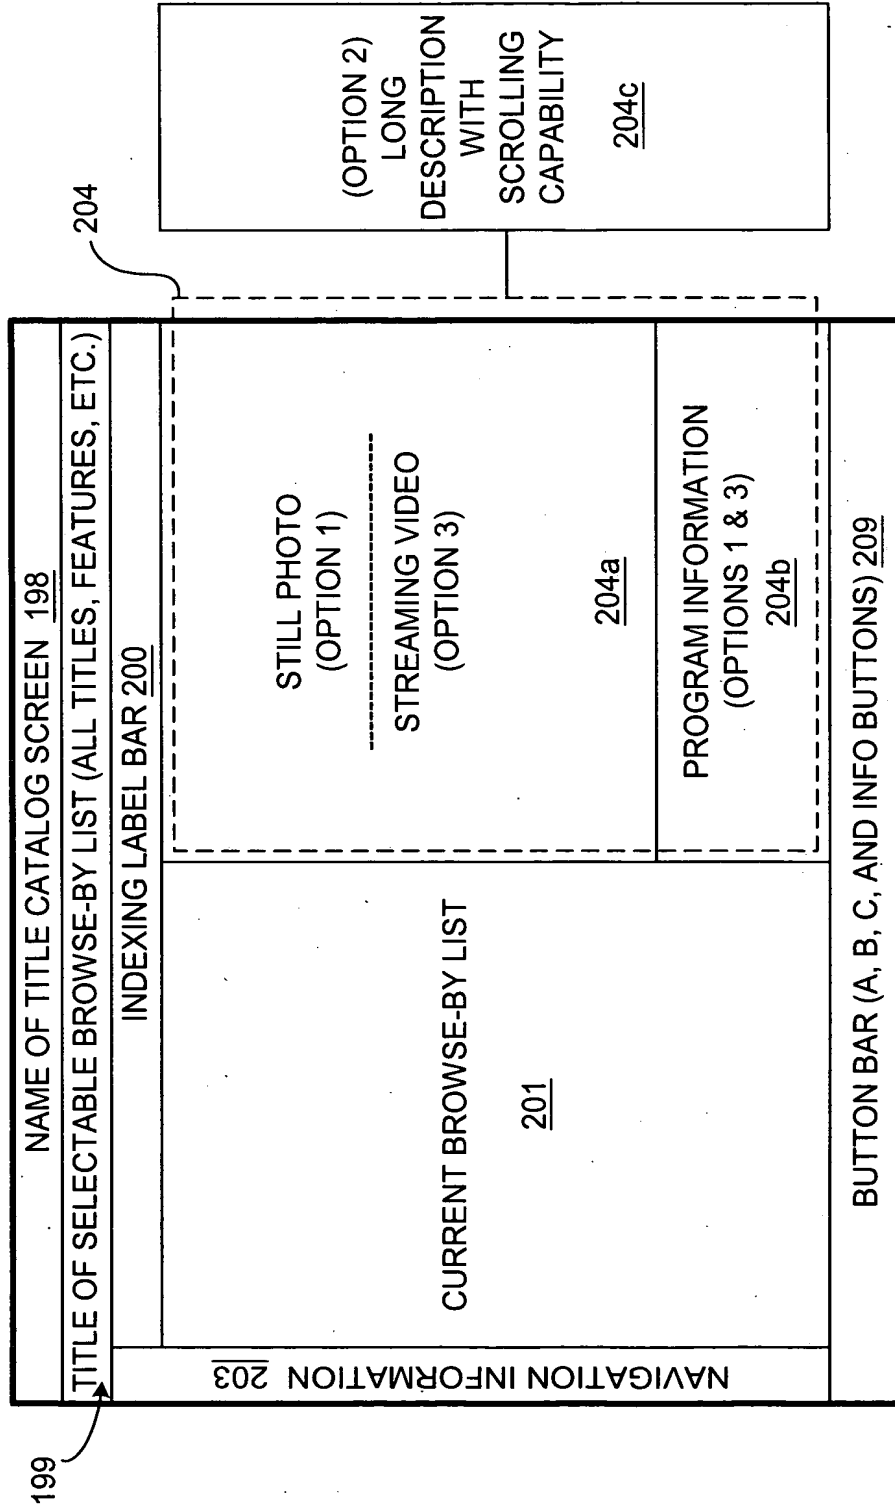 NAME OF TITLE CATALOG SCREEN 198
TITLE OF SELECTABLE BROWSE-BY LIST (ALL TITLES, FEATURES, ETC.)
199
INDEXING LABEL BAR 200
NAVIGATION INFORMATION 203
CURRENT BROWSE-BY LIST
201
204
STILL PHOTO
(OPTION 1)
STREAMING VIDEO
(OPTION 3)
204a
PROGRAM INFORMATION
(OPTIONS 1 & 3)
204b
(OPTION 2)
LONG
DESCRIPTION
WITH
SCROLLING
CAPABILITY
204c
BUTTON BAR (A, B, C, AND INFO BUTTONS) 209